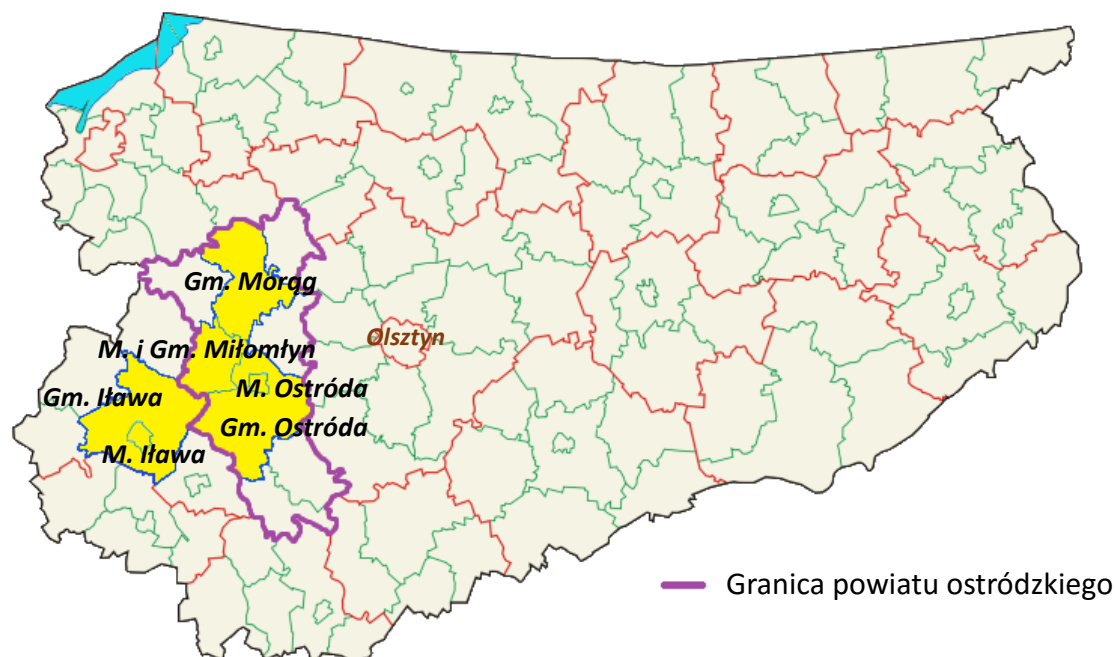 Gm. Morąg
Olsztyn
M. i Gm. Miłomłyn
M. Ostróda
Gm. Iława
Gm. Ostróda
M. Iława
Granica powiatu ostródzkiego